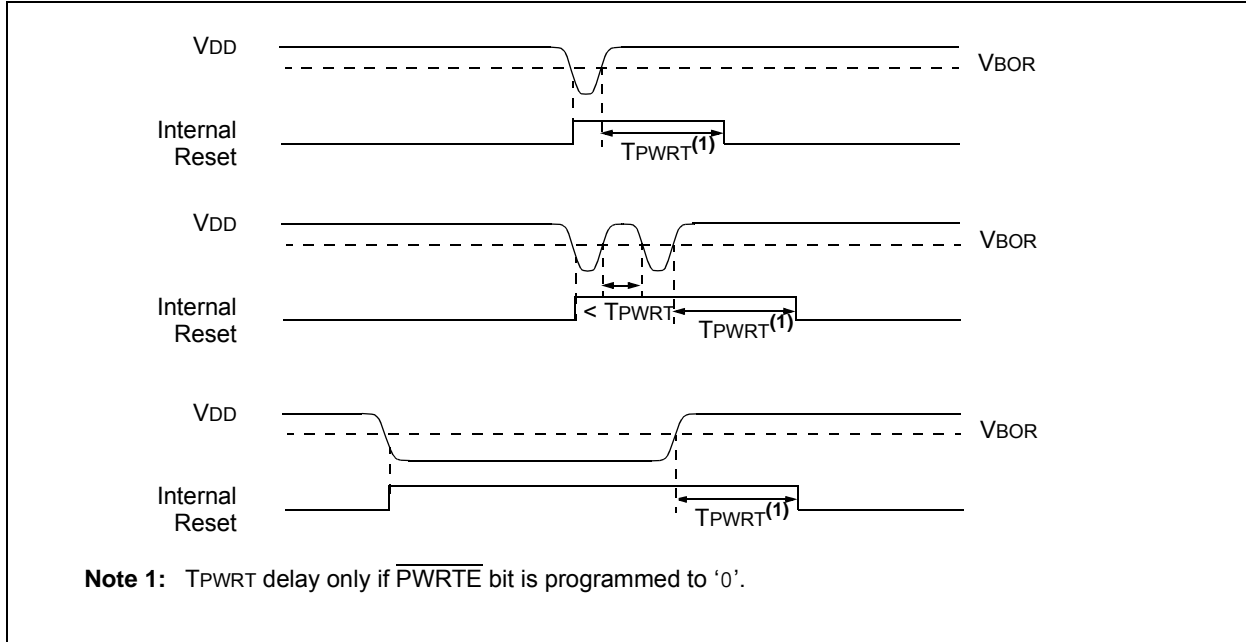 VDD
VBOR
Internal
Reset
TPWRT(1)
VDD
VBOR
Internal
Reset
< TPWRT
TPWRT(1)
VDD
VBOR
Internal
Reset
TPWRT(1)
Note 1: TPWRT delay only if PWRTE bit is programmed to ‘0’.